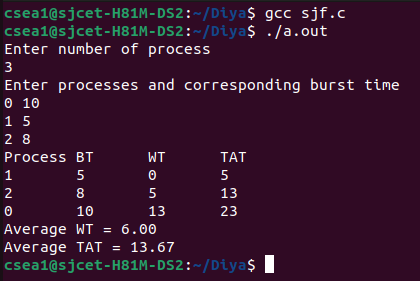 csea1@sjcet-H81M-DS2:~/Diya$ gcc sjf.c
csea1@sjcet-H81M-DS2:~/Diya$ ./a.out
Enter number of process
3
Enter processes and corresponding burst time
0 10
1 5
2 8
Process BT WT TAT
1 5 0 5
2 8 5 13
0 10 13 23
Average WT = 6.00
Average TAT = 13.67
csea1@sjcet-H81M-DS2:~/Diya$